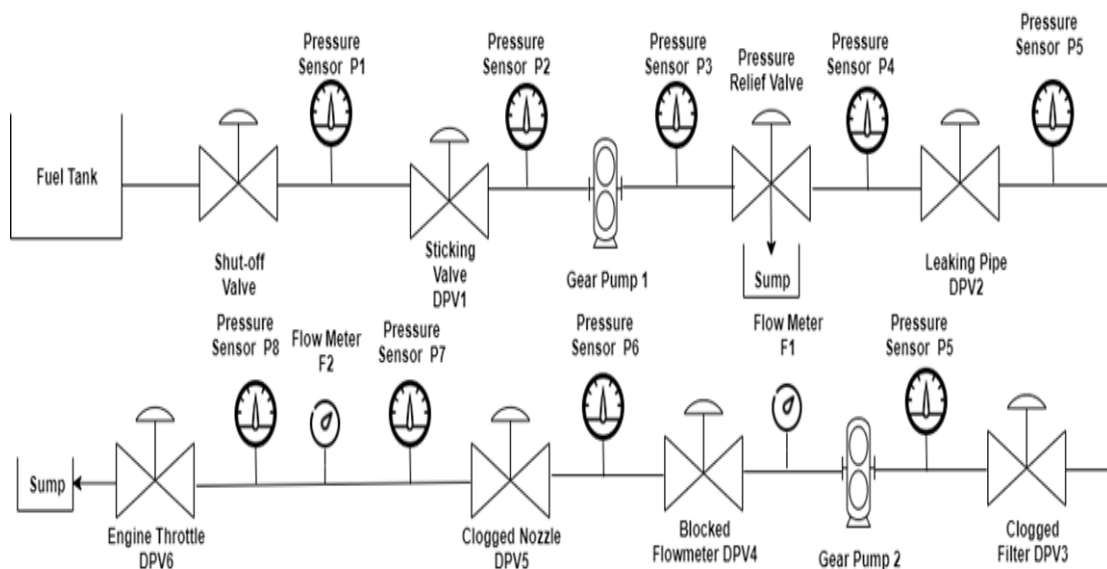 Pressure
Sensor P1
Pressure
Sensor P2
Pressure
Sensor P3
Pressure
Relief Valve
Pressure
Sensor P4
Pressure
Sensor P5
Fuel Tank
Shut-off
Valve
Sticking
Valve
DPV1
Gear Pump 1
Sump
Leaking Pipe
DPV2
Pressure
Sensor P8
Flow Meter
F2
Pressure
Sensor P7
Pressure
Sensor P6
Flow Meter
F1
Pressure
Sensor P5
Sump
Engine Throttle
DPV6
Clogged Nozzle
DPV5
Blocked
Flowmeter DPV4
Gear Pump 2
Clogged
Filter DPV3